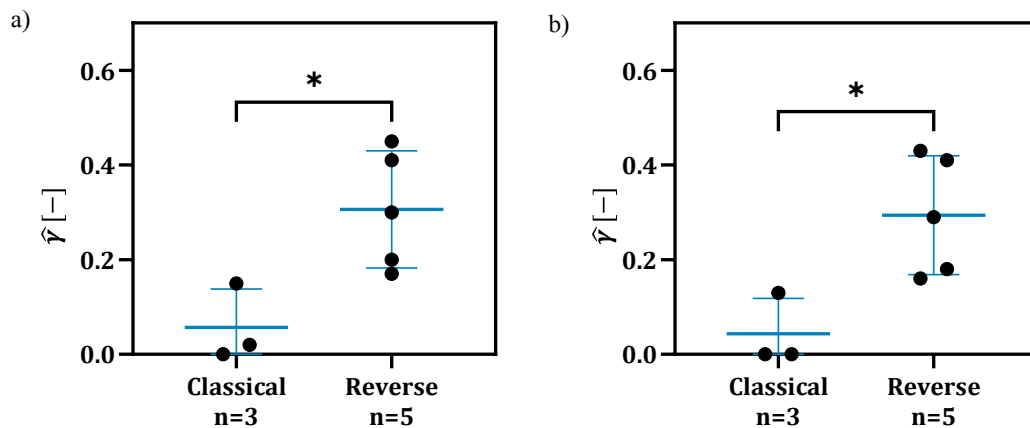 a)
γ̂ [−]
0.6
0.4
0.2
0.0
*
Classical
n=3
Reverse
n=5
b)
γ̂ [−]
0.6
0.4
0.2
0.0
*
Classical
n=3
Reverse
n=5